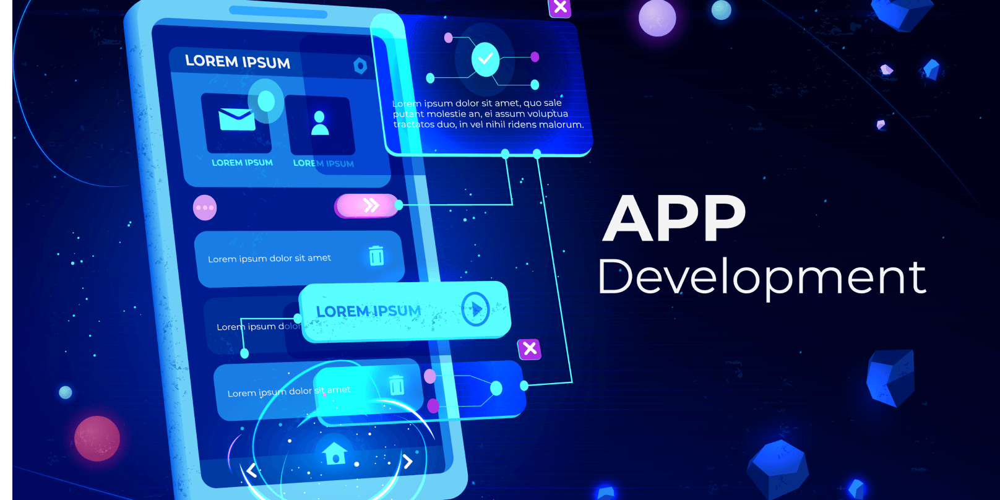 LOREM IPSUM
LOREM IPSUM
LOREM IPSUM
Lorem ipsum dolor sit amet, quo sale
putant molestie an, ei assum voluptua
tractatos duo, in vel nihil ridens malorum.
Lorem ipsum dolor sit amet
Lorem ipsum dolor
LOREM IPSUM
Lorem ipsum dolor sit amet
APP
Development